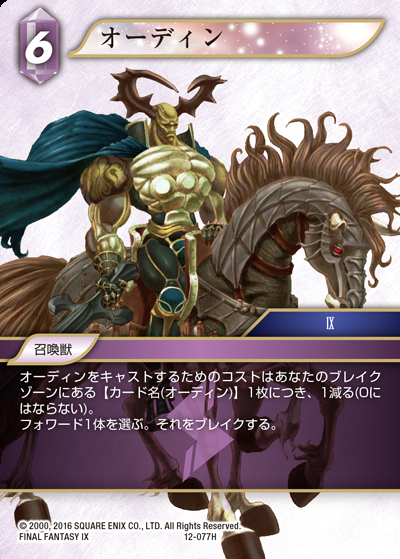 6
オーディン
IX
召喚獣
オーディンをキャストするためのコストはあなたのブレイク
ゾーンにある【カード名(オーディン)】1枚につき、1減る(0に
はならない)。
フォワード1体を選ぶ。それをブレイクする。
© 2000, 2016 SQUARE ENIX CO., LTD. All Rights Reserved.
FINAL FANTASY IX 12-077H